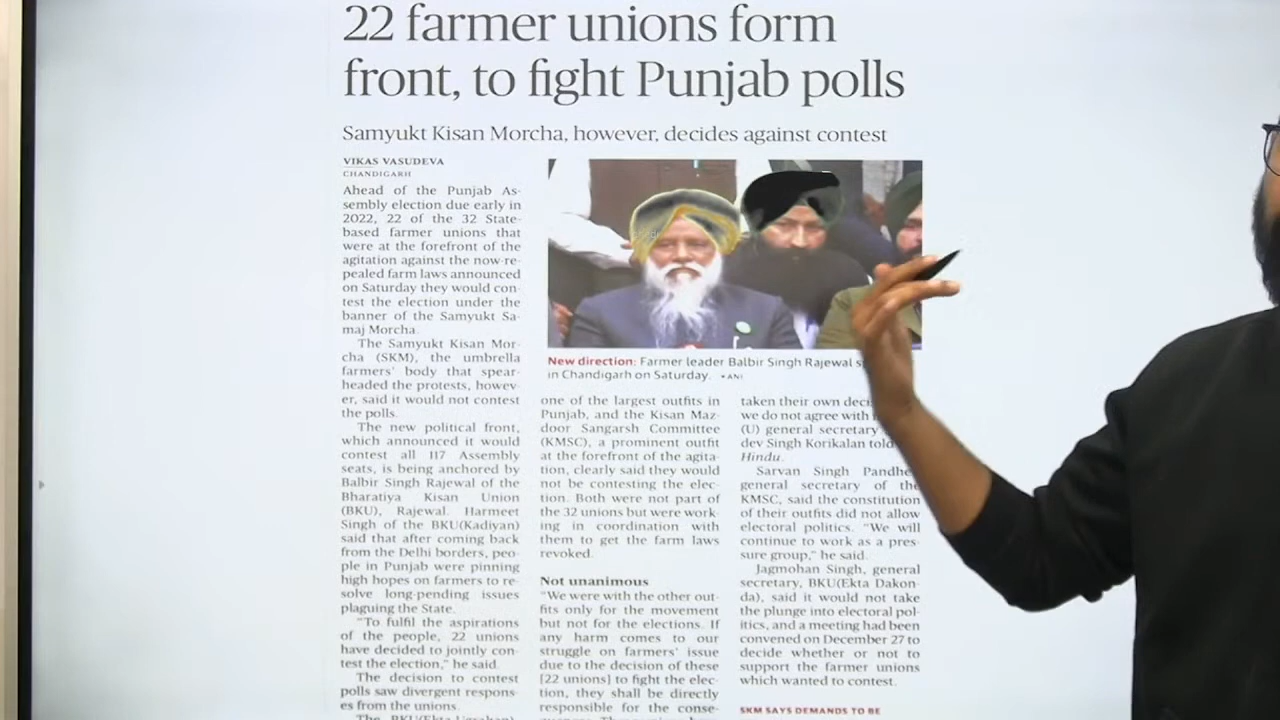 22 farmer unions form
front, to fight Punjab polls
Samyukt Kisan Morcha, however, decides against contest
VIKAS VASUDEVA
CHANDIGARH
Ahead of the Punjab As-
sembly election due early in
2022, 22 of the 32 State-
based farmer unions that
were at the forefront of the
agitation against the now-re-
pealed farm laws announced
on Saturday they would con-
test the election under the
banner of the Samyukt Sa-
maj Morcha.
The Samyukt Kisan Mor-
cha (SKM), the umbrella
farmers' body that spear-
headed the protests, howev-
er, said it would not contest
the polls.
The new political front,
which announced it would
contest all 117 Assembly
seats, is being anchored by
Balbir Singh Rajewal of the
Bharatiya Kisan Union
(BKU), Rajewal. Harmeet
Singh of the BKU(Kadiyan)
said that after coming back
from the Delhi borders, peo-
ple in Punjab were pinning
high hopes on farmers to re-
solve long-pending issues
plaguing the State.
"To fulfil the aspirations
of the people, 22 unions
have decided to jointly con-
test the election," he said.
The decision to contest
polls saw divergent respons-
es from the unions.
The BKU(Ekta-Ugrahan),
New direction: Farmer leader Balbir Singh Rajewal
in Chandigarh on Saturday. • ANI
one of the largest outfits in
Punjab, and the Kisan Maz-
door Sangarsh Committee
(KMSC), a prominent outfit
at the forefront of the agita-
tion, clearly said they would
not be contesting the elec-
tion. Both were not part of
the 32 unions but were work-
ing in coordination with
them to get the farm laws
revoked.
Not unanimous
"We were with the other out-
fits only for the movement
but not for the elections. If
any harm comes to our
struggle on farmers' issue
due to the decision of these
[22 unions] to fight the elec-
tion, they shall be directly
responsible for the conse-
taken their own
we do not agree with
(U) general secretary
dev Singh Korikalan told
Hindu.
Sarvan Singh
general secretary of the
KMSC, said the constitution
of their outfits did not allow
electoral politics. "We will
continue to work as a pres-
sure group," he said.
Jagmohan Singh, general
secretary, BKU(Ekta Dakon-
da), said it would not take
the plunge into electoral pol-
itics, and a meeting had been
convened on December 27 to
decide whether or not to
support the farmer unions
which wanted to contest.
SKM SAYS DEMANDS TO BE